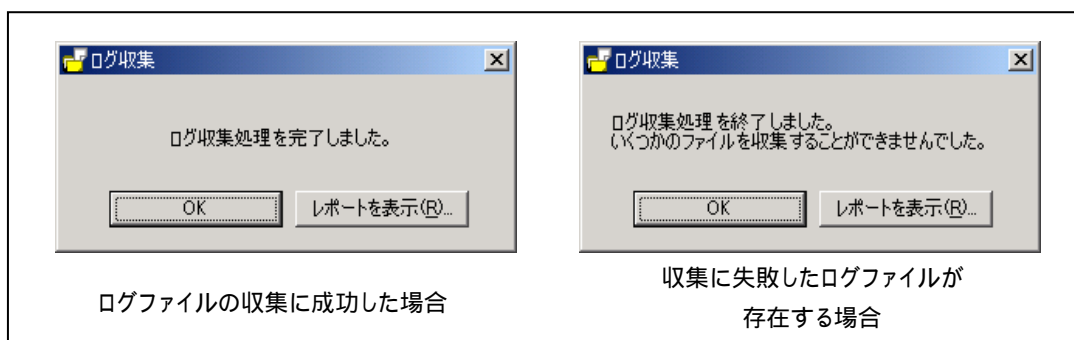 ログ収集
ログ収集処理を完了しました。
OK
レポートを表示(R)...
ログファイルの収集に成功した場合
ログ収集
ログ収集処理を終了しました。
いくつかのファイルを収集することができませんでした。
OK
レポートを表示(R)...
収集に失敗したログファイルが
存在する場合